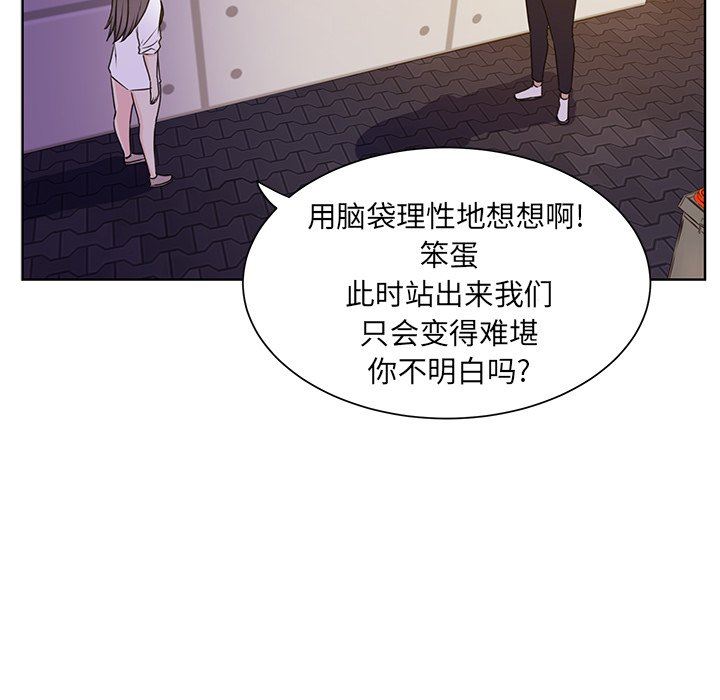 用脑袋理性地想想啊!
笨蛋
此时站出来我们
只会变得难堪
你不明白吗?